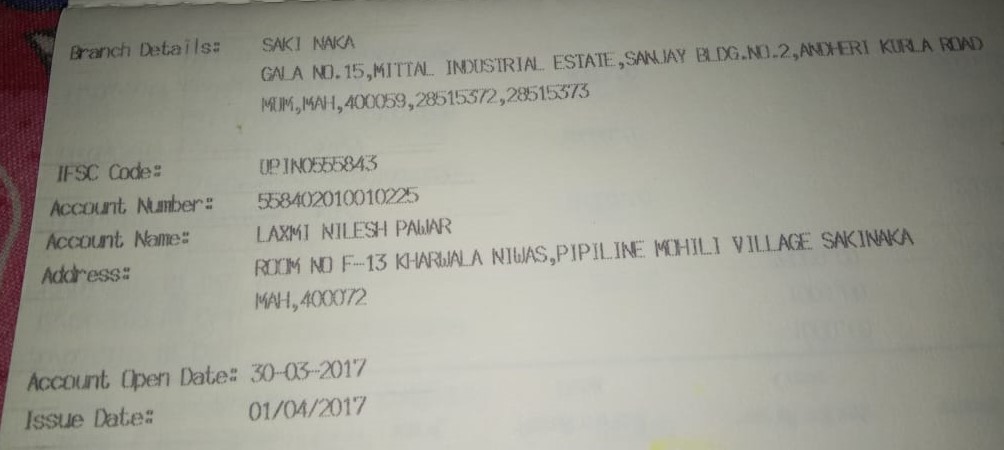 Branch Details: SAKI NAKA
GALA NO.15,MITTAL INDUSTRIAL ESTATE,SANJAY BLDG.NO.2,ANDHERI KURLA ROAD
MUM,MAH,400059,28515372,28515373
IFSC Code: UPIN0555843
Account Number: 558402010010225
Account Name: LAXMI NILESH PAWAR
Address: ROOM NO F-13 KHARWALA NIWAS,PIPILINE MOHILI VILLAGE SAKINAKA
MAH,400072
Account Open Date: 30-03-2017
Issue Date: 01/04/2017